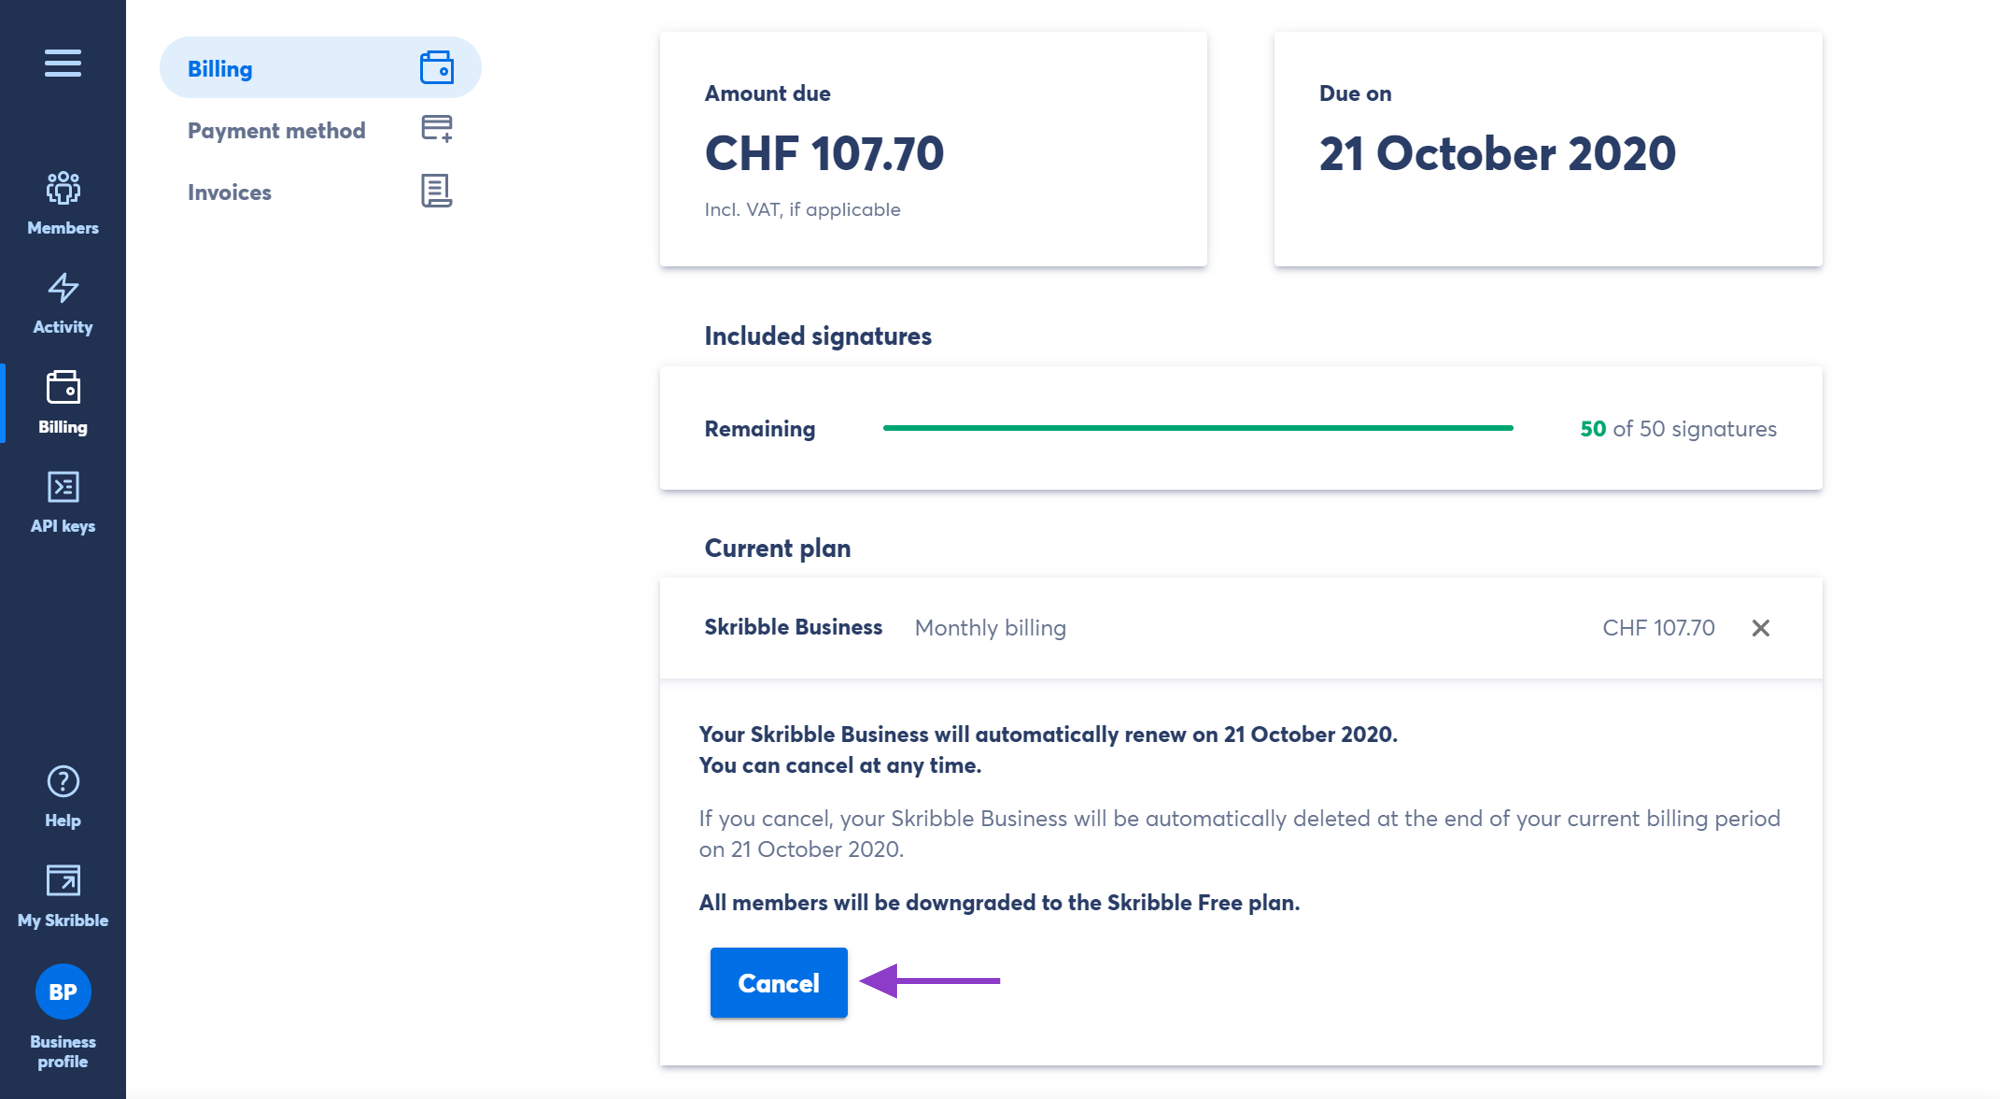 Members
Activity
Billing
API keys
Help
My Skribble
BP
Business
profile
Billing
Payment method
Invoices
Amount due
CHF 107.70
Incl. VAT, if applicable
Due on
21 October 2020
Included signatures
Remaining
50 of 50 signatures
Current plan
Skribble Business Monthly billing CHF 107.70
Your Skribble Business will automatically renew on 21 October 2020.
You can cancel at any time.
If you cancel, your Skribble Business will be automatically deleted at the end of your current billing period
on 21 October 2020.
All members will be downgraded to the Skribble Free plan.
Cancel